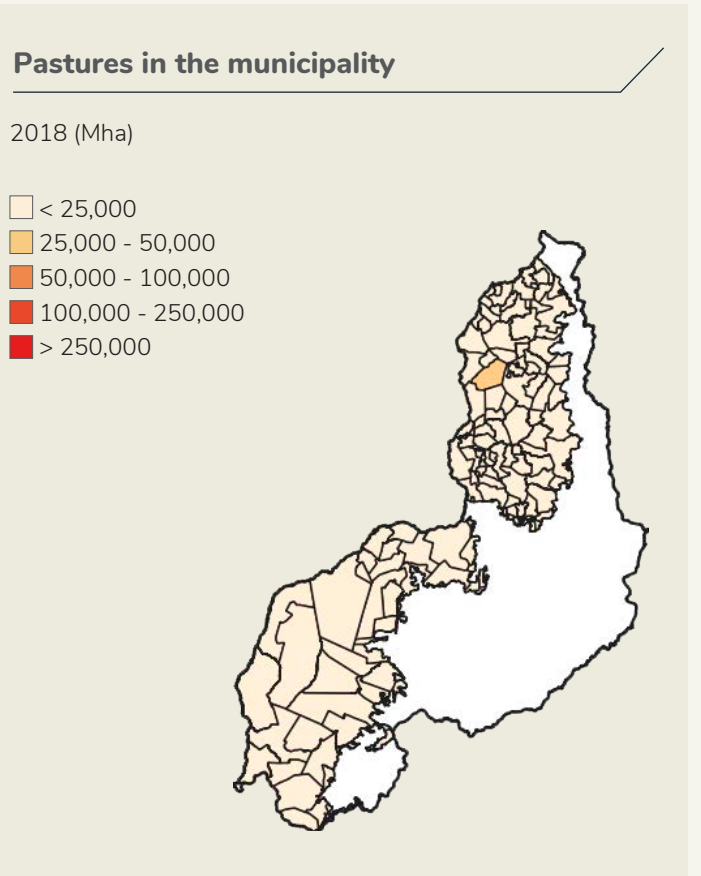 Pastures in the municipality
2018 (Mha)
< 25,000
25,000 - 50,000
50,000 - 100,000
100,000 - 250,000
> 250,000